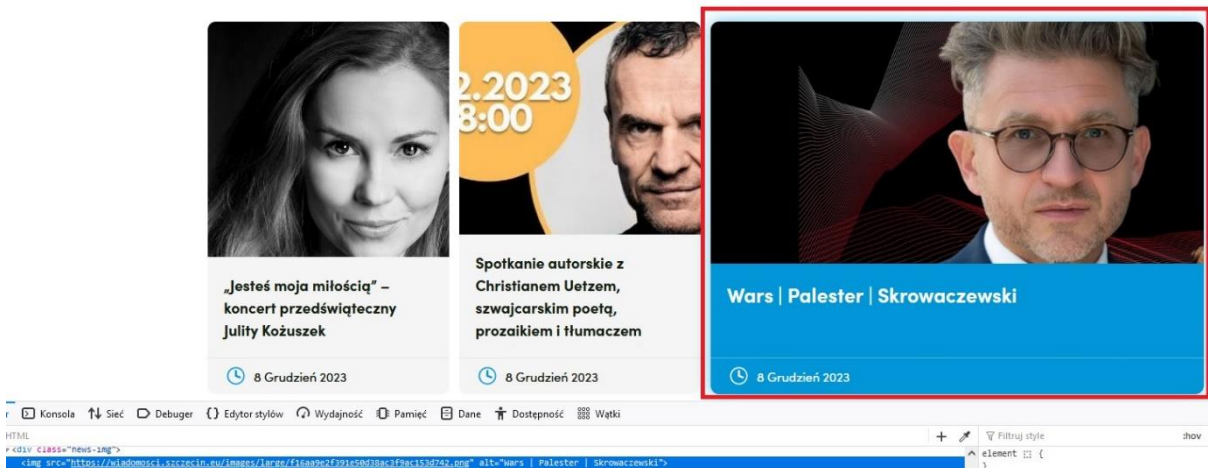 2.2023
8:00
„Jesteś moja miłością” –
koncert przedświąteczny
Julity Kożuszek
8 Grudzień 2023
Spotkanie autorskie z
Christianem Uetzem,
szwajcarskim poetą,
prozaikiem i tłumaczem
8 Grudzień 2023
Wars | Palester | Skrowaczewski
8 Grudzień 2023
r Konsola Sieć Debuger {} Edytor stylów Wydajność Pamięć Dane Dostępność Wątki
HTML + Filtruj style :hov
<div class="news-img">
<img src="https://wiadomosci.szczecin.eu/images/large/f16aa9e2f391e50d38ac3f9ac153d742.png" alt="Wars | Palester | Skrowaczewski">
element {
}